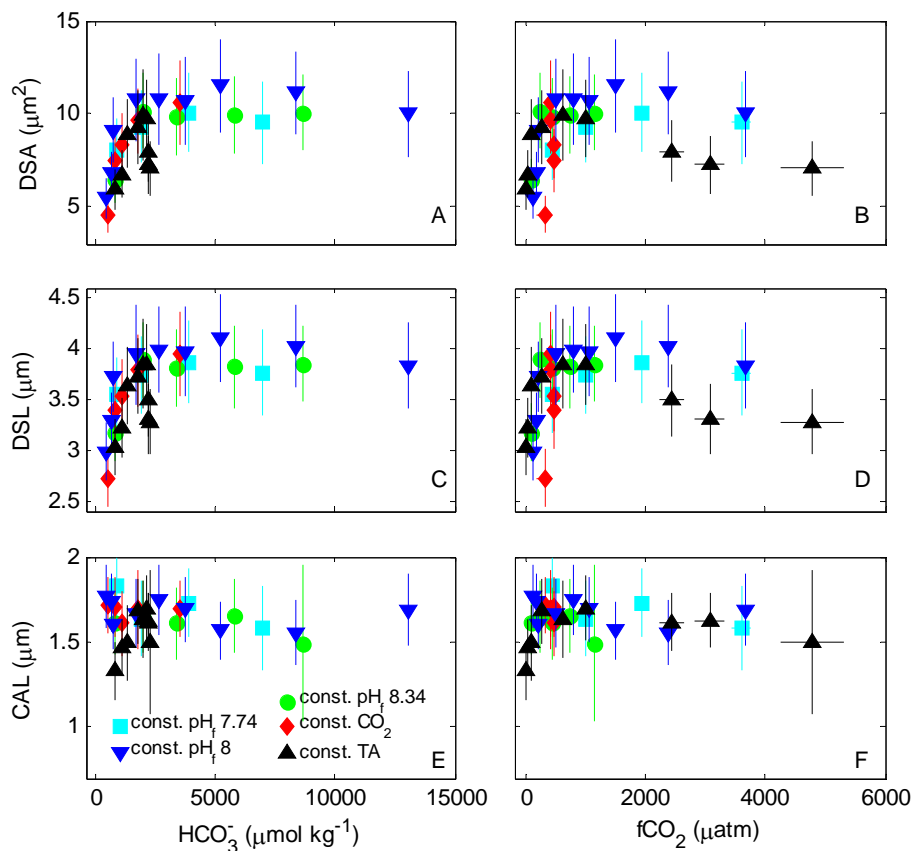 15
10
5
DSA (μm²)
A
B
4.5
4
3.5
3
2.5
DSL (μm)
C
D
2
1.5
1
CAL (μm)
const. pHf 7.74
const. pHf 8
const. pHf 8.34
const. CO₂
const. TA
E
F
0 5000 10000 15000
0 2000 4000 6000
HCO₃⁻ (μmol kg⁻¹)
fCO₂ (μatm)